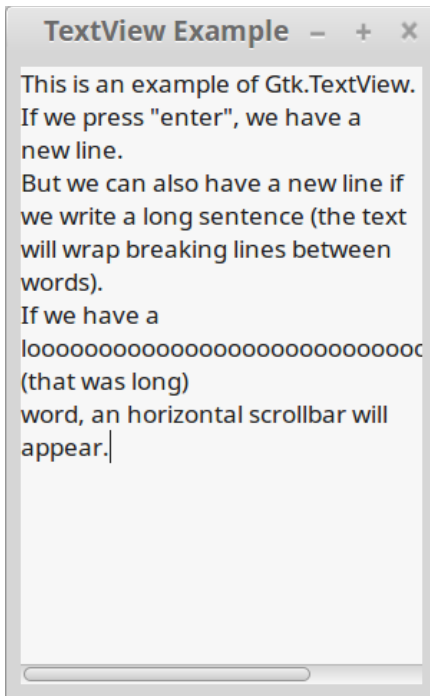 TextView Example
This is an example of Gtk.TextView.
If we press "enter", we have a
new line.
But we can also have a new line if
we write a long sentence (the text
will wrap breaking lines between
words).
If we have a
loooooooooooooooooooooooooooo
(that was long)
word, an horizontal scrollbar will
appear.